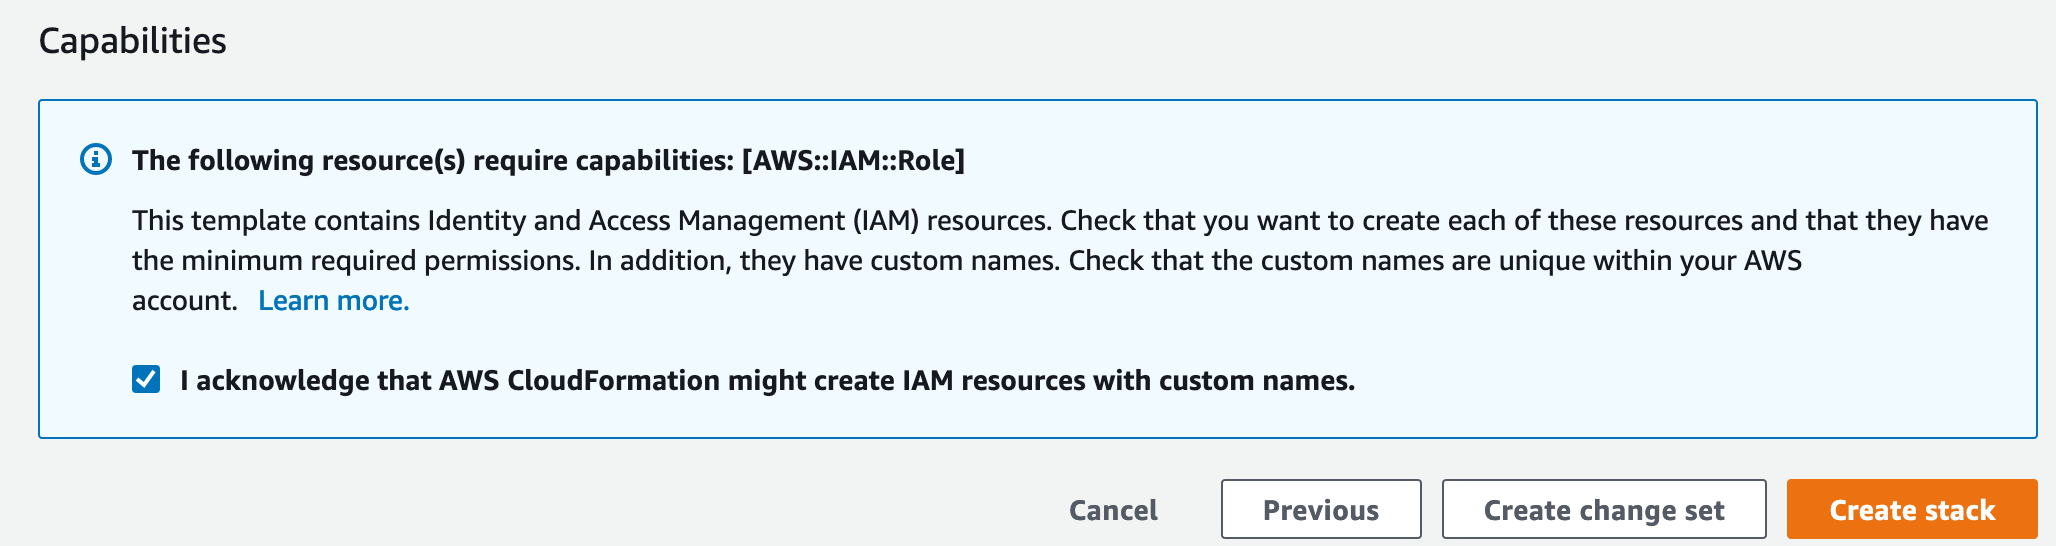 Capabilities
The following resource(s) require capabilities: [AWS::IAM::Role]
This template contains Identity and Access Management (IAM) resources. Check that you want to create each of these resources and that they have
the minimum required permissions. In addition, they have custom names. Check that the custom names are unique within your AWS
account. Learn more.
I acknowledge that AWS CloudFormation might create IAM resources with custom names.
Cancel Previous Create change set Create stack